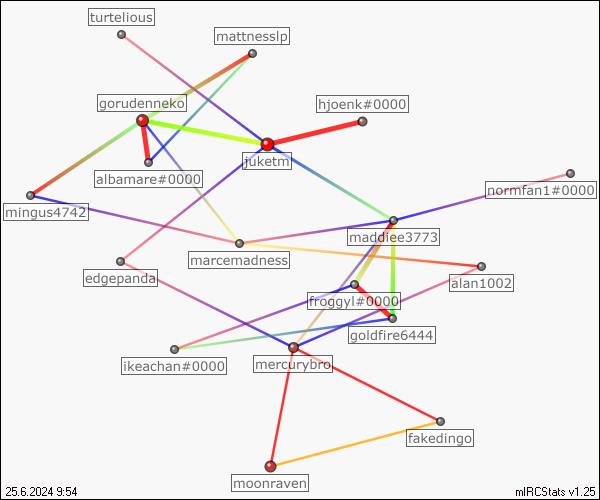 turtelious
mattnesslp
gorudenneko
hjoenk#0000
juketm
albamare#0000
normfan1#0000
mingus4742
maddiee3773
marcemadness
edgepanda
alan1002
froggyl#0000
goldfire6444
ikeachan#0000
mercurybro
fakedingo
moonraven
25.6.2024 9:54
mIRCStats v1.25